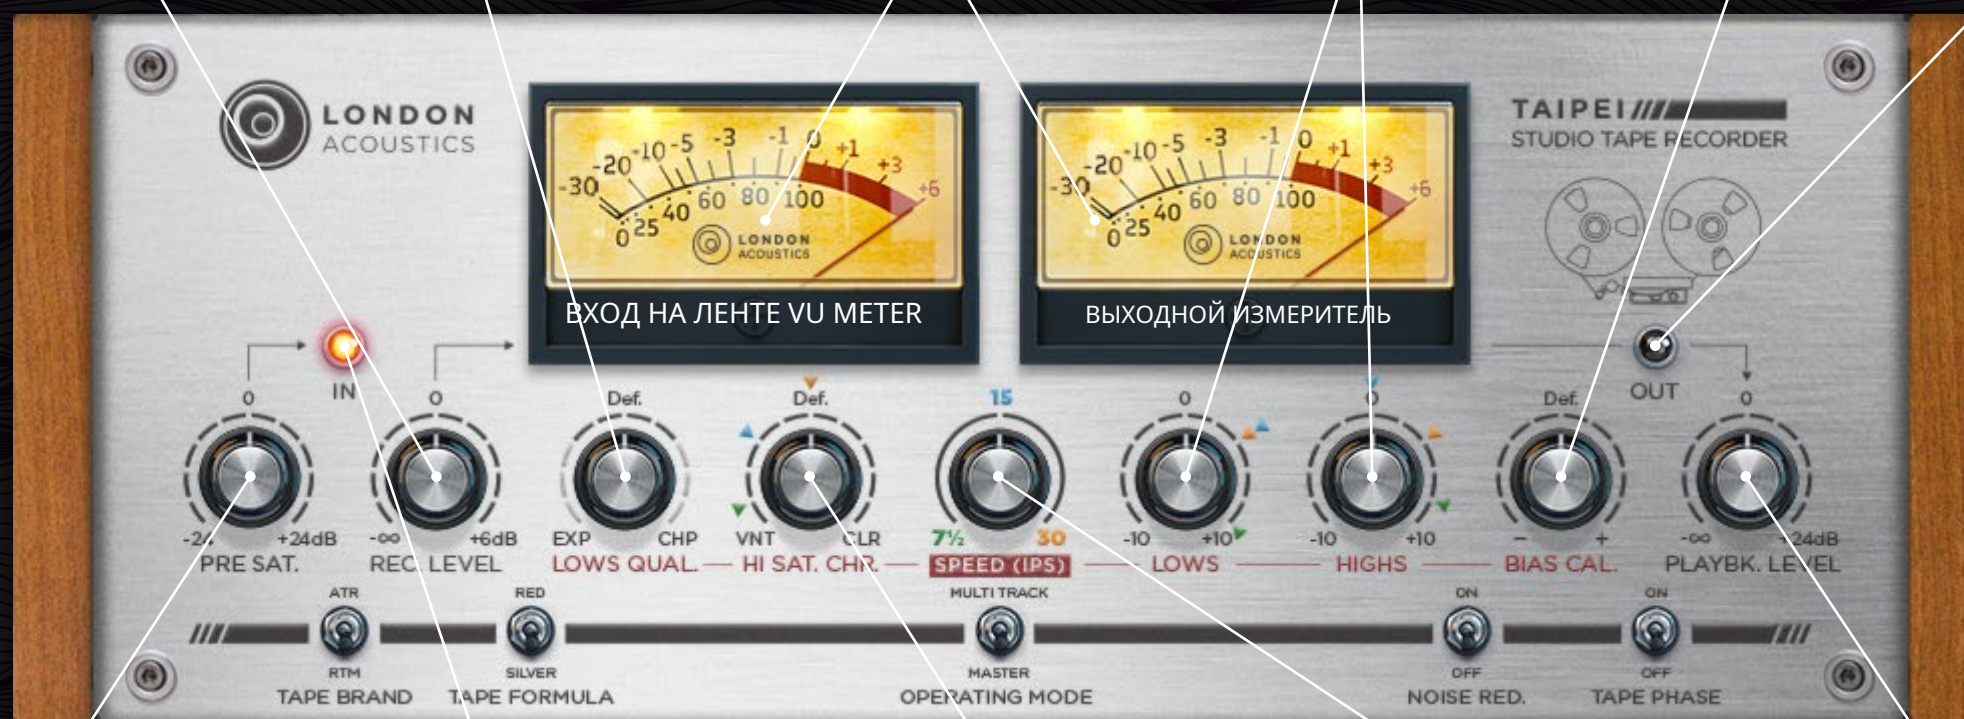 LONDON
ACOUSTICS
-30 -20 -10 -5 -3 -1 0 +1 +3 +6
0 25 40 60 80 100
LONDON
ACOUSTICS
ВХОД НА ЛЕНТЕ VU METER
-30 -20 -10 -5 -3 -1 0 +1 +3 +6
0 25 40 60 80 100
LONDON
ACOUSTICS
ВЫХОДНОЙ ИЗМЕРИТЕЛЬ
TAIPEI
STUDIO TAPE RECORDER
IN
OUT
0 0 Def. Def. 15 0 0 Def. 0
-24 +24dB -∞ +6dB EXP CHP VNT CLR 7½ 30 -10 +10 -10 +10 − + -∞ +24dB
PRE SAT. REC. LEVEL LOWS QUAL. HI SAT. CHR. SPEED (IPS) LOWS HIGHS BIAS CAL. PLAYBK. LEVEL
ATR RED MULTI TRACK ON ON
RTM SILVER MASTER OFF OFF
TAPE BRAND TAPE FORMULA OPERATING MODE NOISE RED. TAPE PHASE